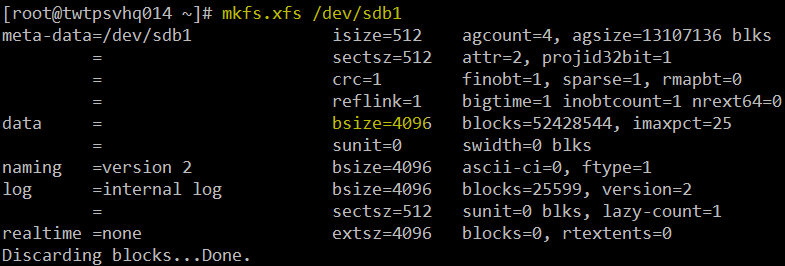 [root@twtpsvhq014 ~]# mkfs.xfs /dev/sdb1
meta-data=/dev/sdb1              isize=512    agcount=4, agsize=13107136 blks
         =                       sectsz=512   attr=2, projid32bit=1
         =                       crc=1        finobt=1, sparse=1, rmapbt=0
         =                       reflink=1    bigtime=1 inobtcount=1 nrext64=0
data     =                       bsize=4096   blocks=52428544, imaxpct=25
         =                       sunit=0      swidth=0 blks
naming   =version 2              bsize=4096   ascii-ci=0, ftype=1
log      =internal log           bsize=4096   blocks=25599, version=2
         =                       sectsz=512   sunit=0 blks, lazy-count=1
realtime =none                   extsz=4096   blocks=0, rtextents=0
Discarding blocks...Done.